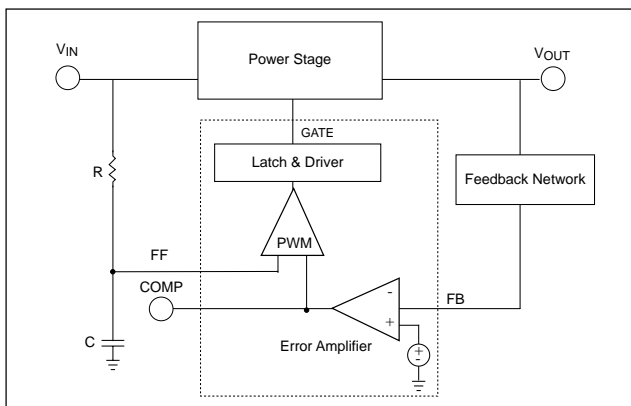 VIN
Power Stage
VOUT
GATE
Latch & Driver
R
Feedback Network
PWM
FF
COMP
-
FB
+
C
Error Amplifier
+
-